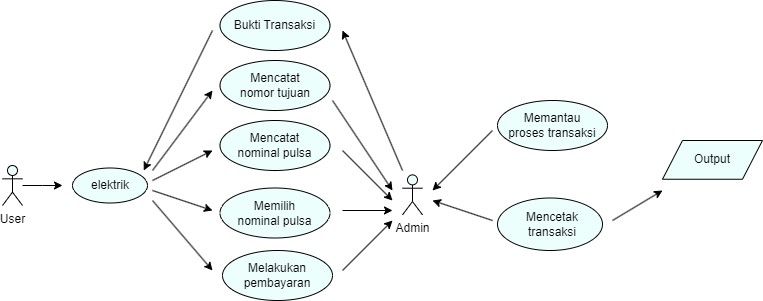 Bukti Transaksi
Mencatat
nomor tujuan
Mencatat
nominal pulsa
Memilih
nominal pulsa
Melakukan
pembayaran
elektrik
User
Admin
Memantau
proses transaksi
Mencetak
transaksi
Output